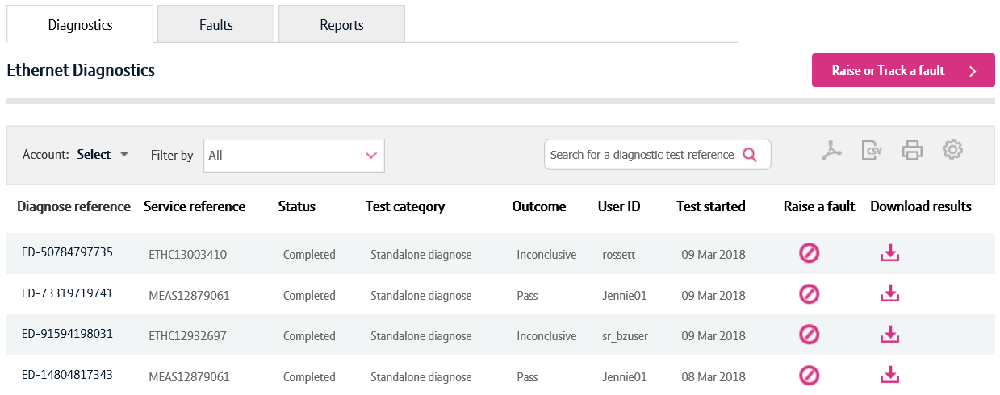 Diagnostics Faults Reports
Ethernet Diagnostics Raise or Track a fault
Account: Select Filter by All Search for a diagnostic test reference CSV
Diagnose reference Service reference Status Test category Outcome User ID Test started Raise a fault Download results
ED-50784797735 ETHC13003410 Completed Standalone diagnose Inconclusive rossett 09 Mar 2018
ED-73319719741 MEAS12879061 Completed Standalone diagnose Pass Jennie01 09 Mar 2018
ED-91594198031 ETHC12932697 Completed Standalone diagnose Inconclusive sr_bzuser 09 Mar 2018
ED-14804817343 MEAS12879061 Completed Standalone diagnose Pass Jennie01 08 Mar 2018